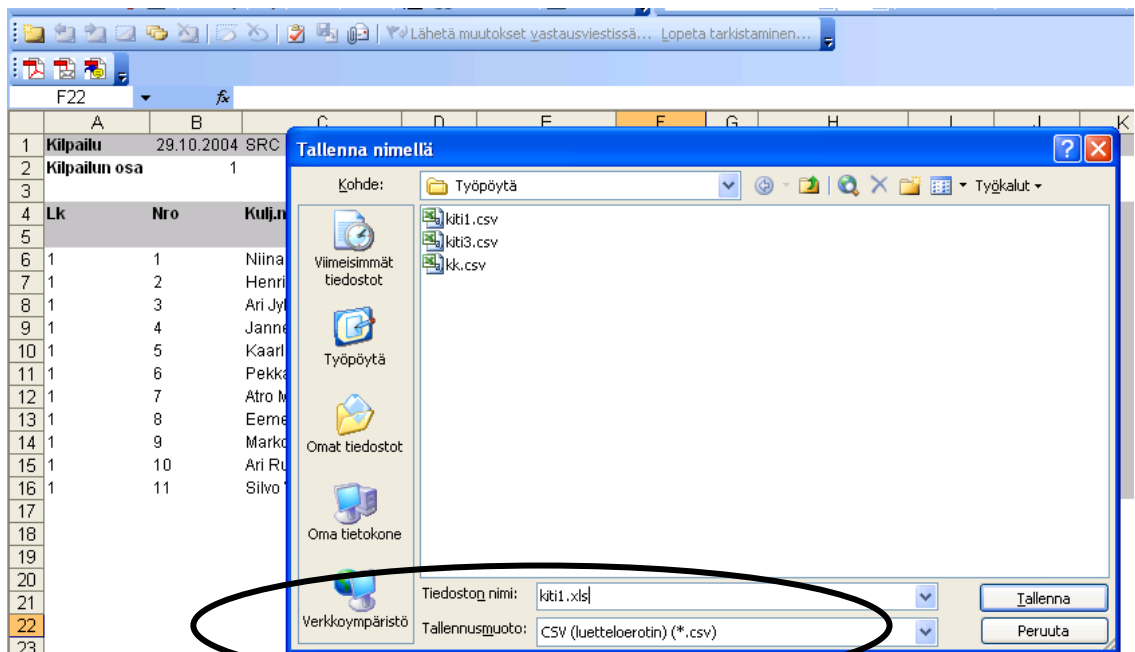 Lähetä muutokset vastausviestissä... Lopeta tarkistaminen...
F22 fx
A B C D E F G H I J K
1 Kilpailu 29.10.2004 SRC
2 Kilpailun osa 1
3
4 Lk Nro Kulj.n
5
6 1 1 Niina
7 1 2 Henri
8 1 3 Ari Jyl
9 1 4 Janne
10 1 5 Kaarl
11 1 6 Pekka
12 1 7 Atro M
13 1 8 Eeme
14 1 9 Marko
15 1 10 Ari Ru
16 1 11 Silvo
17
18
19
20
21
22
23
Tallenna nimellä
Kohde: Työpöytä Työkalut
kiti1.csv
kiti3.csv
kk.csv
Viimeisimmät
tiedostot
Työpöytä
Omat tiedostot
Oma tietokone
Verkkoympäristö
Tiedoston nimi: kiti1.xls Tallenna
Tallennusmuoto: CSV (luetteloerotin) (*.csv) Peruuta